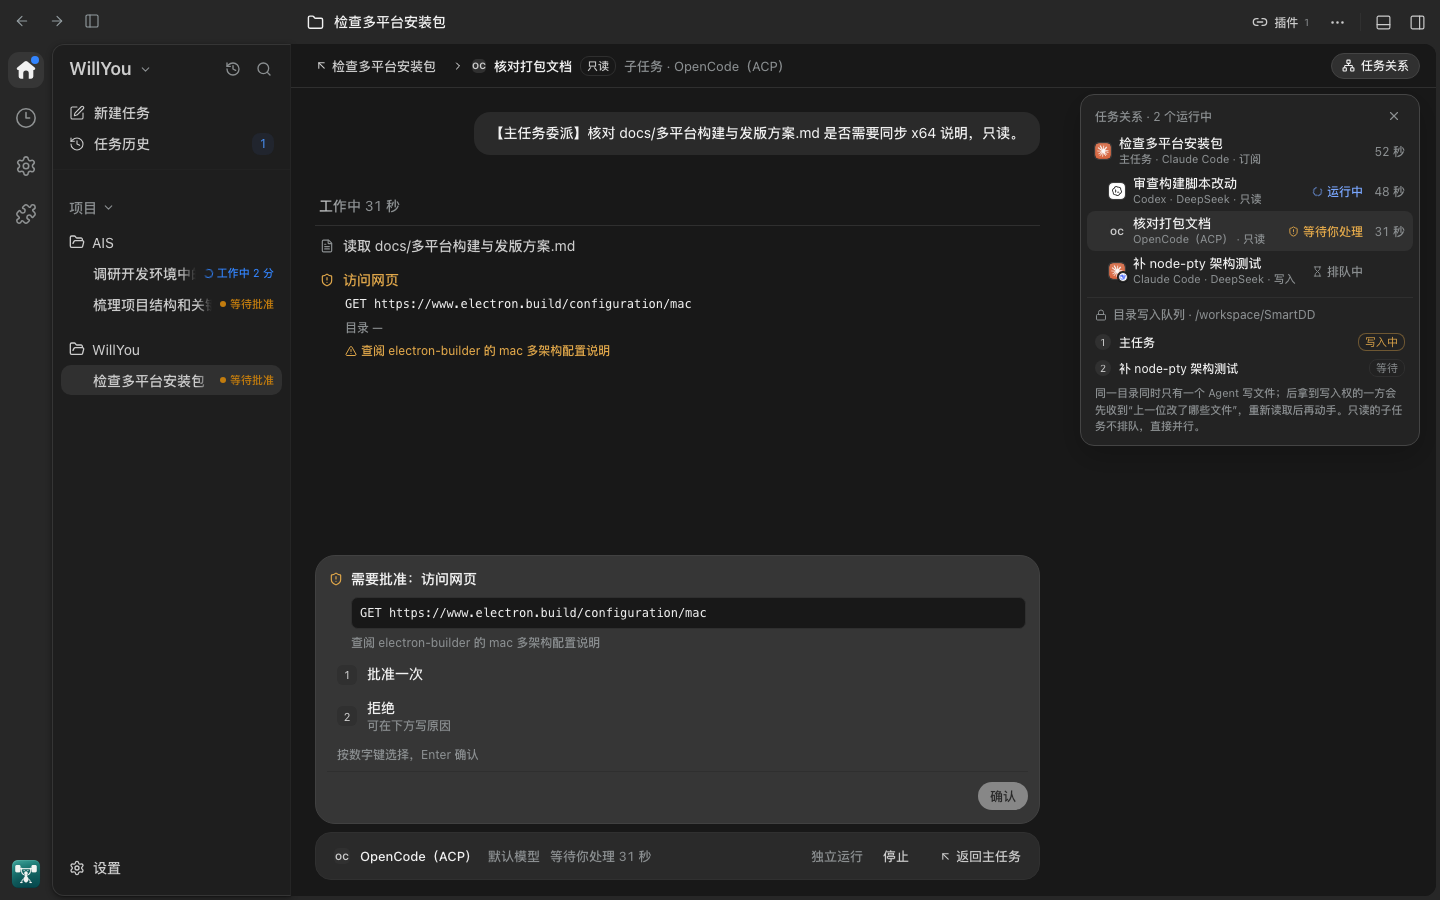 检查多平台安装包
插件 1
WillYou
新建任务
任务历史 1
项目
AIS
调研开发环境中 工作中 2 分
梳理项目结构和关 等待批准
WillYou
检查多平台安装包 等待批准
设置
检查多平台安装包 > OC 核对打包文档 只读 子任务 · OpenCode（ACP）
任务关系
【主任务委派】核对 docs/多平台构建与发版方案.md 是否需要同步 x64 说明，只读。
工作中 31 秒
读取 docs/多平台构建与发版方案.md
访问网页
GET https://www.electron.build/configuration/mac
目录 —
查阅 electron-builder 的 mac 多架构配置说明
需要批准：访问网页
GET https://www.electron.build/configuration/mac
查阅 electron-builder 的 mac 多架构配置说明
1 批准一次
2 拒绝
可在下方写原因
按数字键选择，Enter 确认
确认
OC OpenCode（ACP） 默认模型 等待你处理 31 秒 独立运行 停止 返回主任务
任务关系 · 2 个运行中
检查多平台安装包 52 秒
主任务 · Claude Code · 订阅
审查构建脚本改动 运行中 48 秒
Codex · DeepSeek · 只读
OC 核对打包文档 等待你处理 31 秒
OpenCode（ACP） · 只读
补 node-pty 架构测试 排队中
Claude Code · DeepSeek · 写入
目录写入队列 · /workspace/SmartDD
1 主任务 写入中
2 补 node-pty 架构测试 等待
同一目录同时只有一个 Agent 写文件；后拿到写入权的一方会
先收到“上一位改了哪些文件”，重新读取后再动手。只读的子任
务不排队，直接并行。